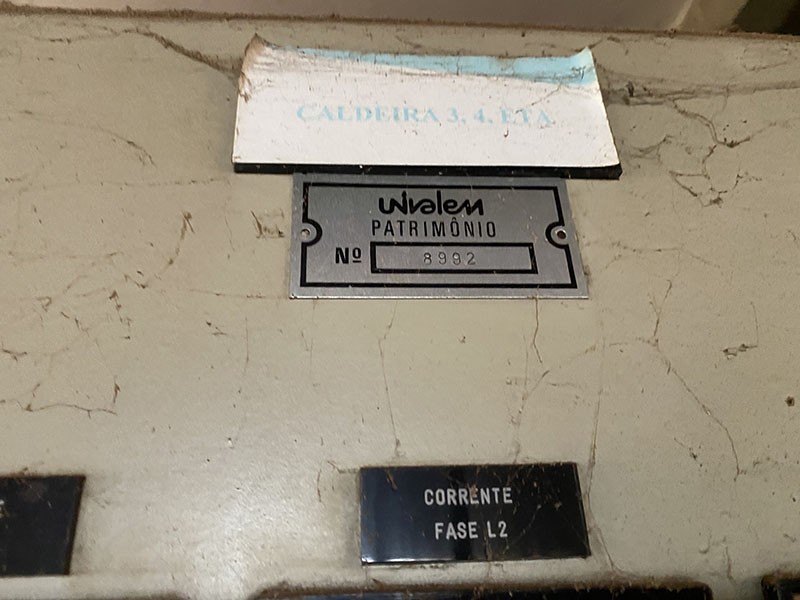 CALDEIRA 3, 4, ETA
univalem
PATRIMÔNIO
Nº 8992
CORRENTE
FASE L2